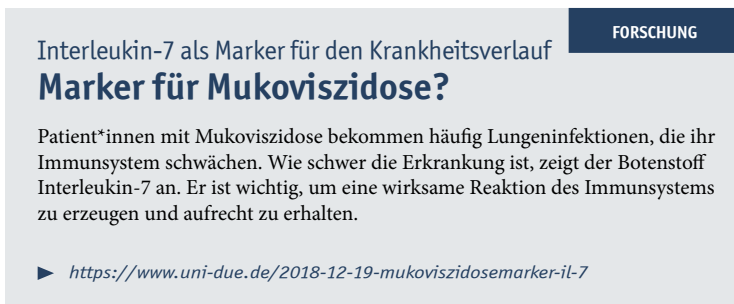 FORSCHUNG
Interleukin-7 als Marker für den Krankheitsverlauf
Marker für Mukoviszidose?
Patient*innen mit Mukoviszidose bekommen häufig Lungeninfektionen, die ihr
Immunsystem schwächen. Wie schwer die Erkrankung ist, zeigt der Botenstoff
Interleukin-7 an. Er ist wichtig, um eine wirksame Reaktion des Immunsystems
zu erzeugen und aufrecht zu erhalten.
► https://www.uni-due.de/2018-12-19-mukoviszidosemarker-il-7